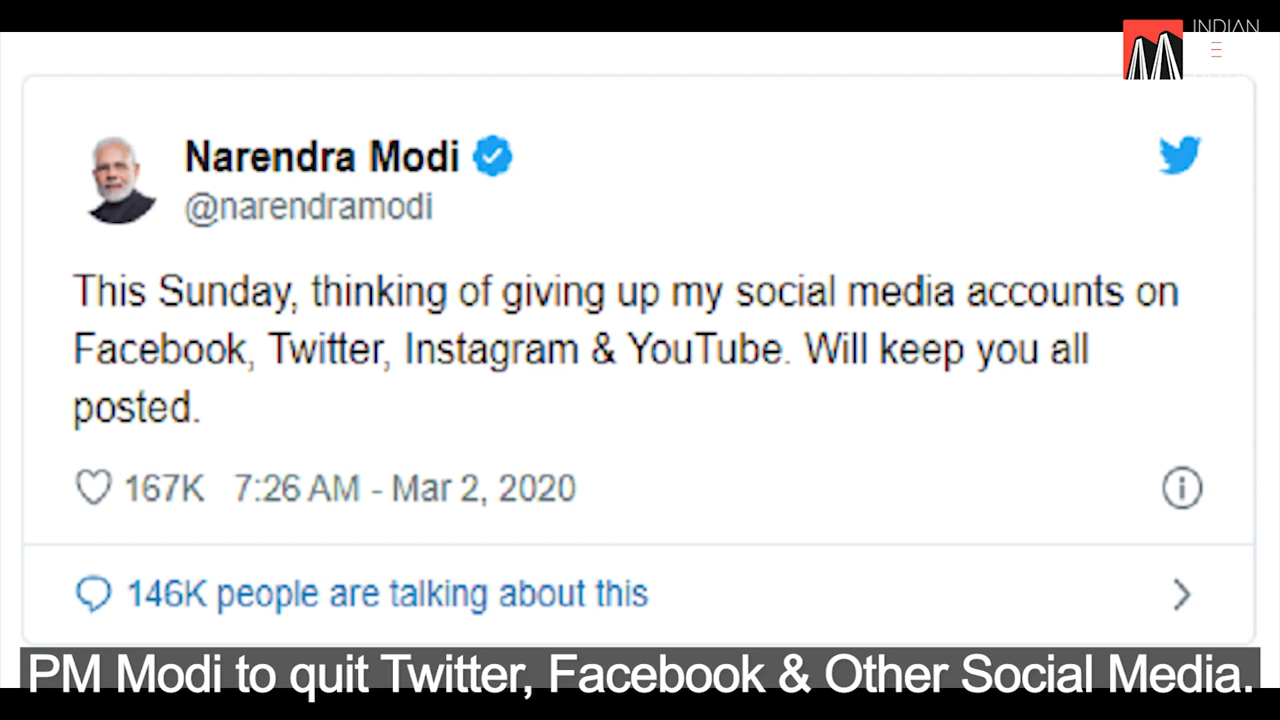 INDIAN
Narendra Modi
@narendramodi
This Sunday, thinking of giving up my social media accounts on
Facebook, Twitter, Instagram & YouTube. Will keep you all
posted.
167K 7:26 AM - Mar 2, 2020
146K people are talking about this
PM Modi to quit Twitter, Facebook & Other Social Media.